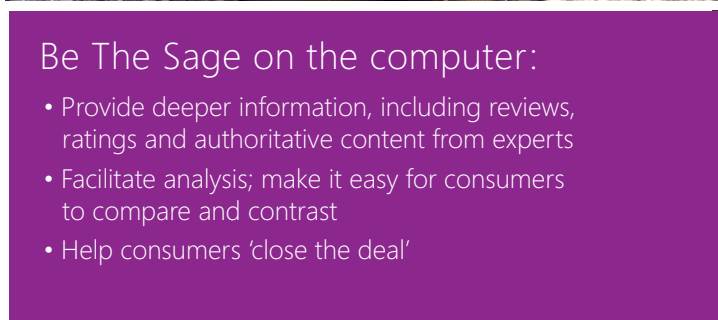 Be The Sage on the computer:
• Provide deeper information, including reviews,
ratings and authoritative content from experts
• Facilitate analysis; make it easy for consumers
to compare and contrast
• Help consumers ‘close the deal’